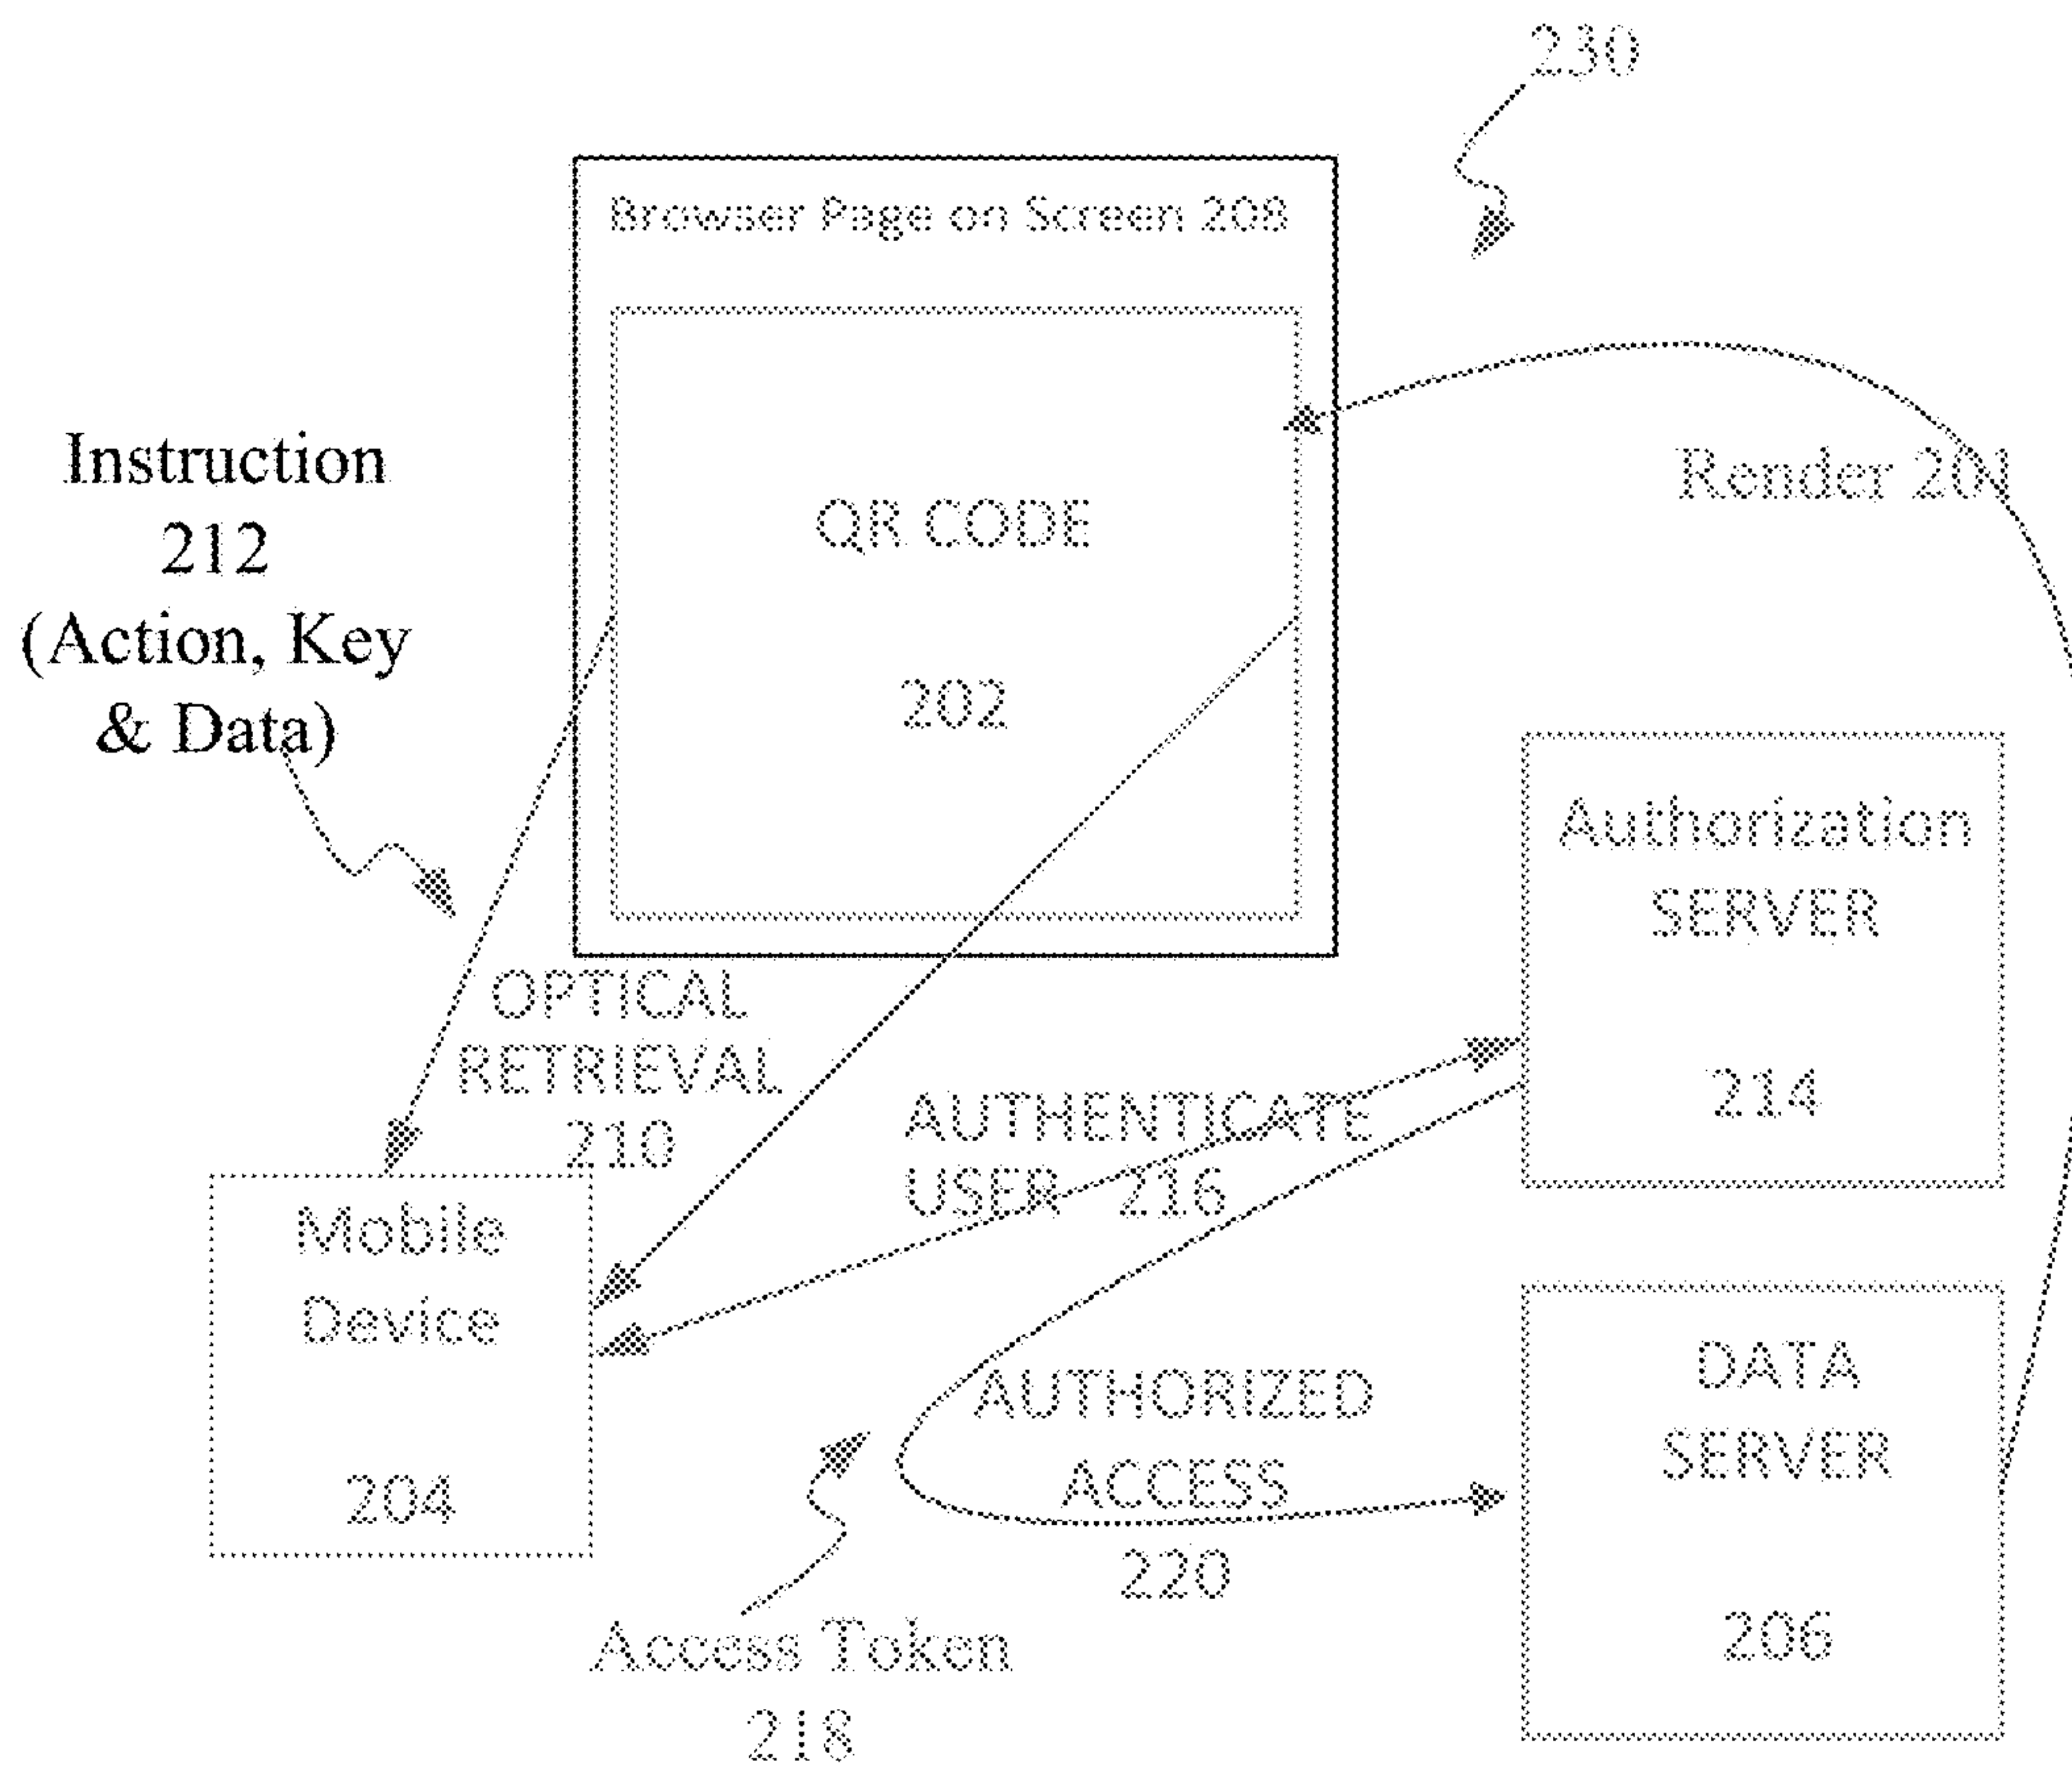 230
Browser Page on Screen 208
Instruction
212
(Action, Key
& Data)
QR CODE
202
Render 201
Authorization
SERVER
214
OPTICAL
RETRIEVAL
210
AUTHENTICATE
USER 216
Mobile
Device
204
AUTHORIZED
ACCESS
220
DATA
SERVER
206
Access Token
218